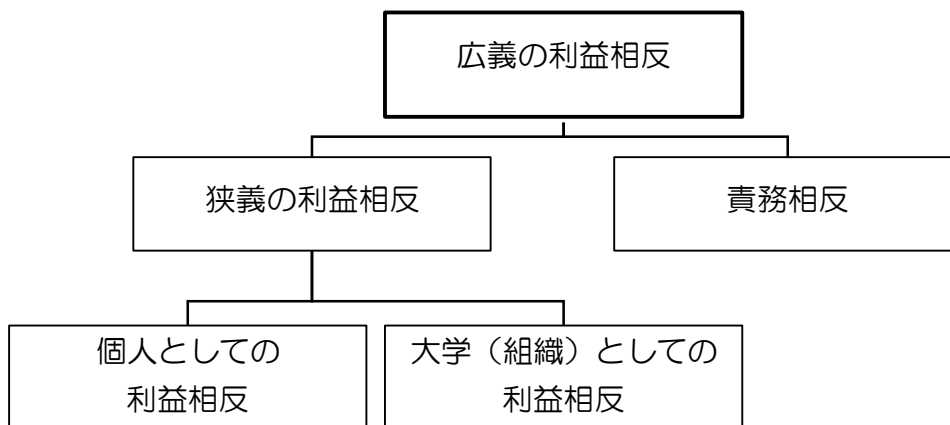 広義の利益相反
狭義の利益相反
責務相反
個人としての
利益相反
大学（組織）としての
利益相反